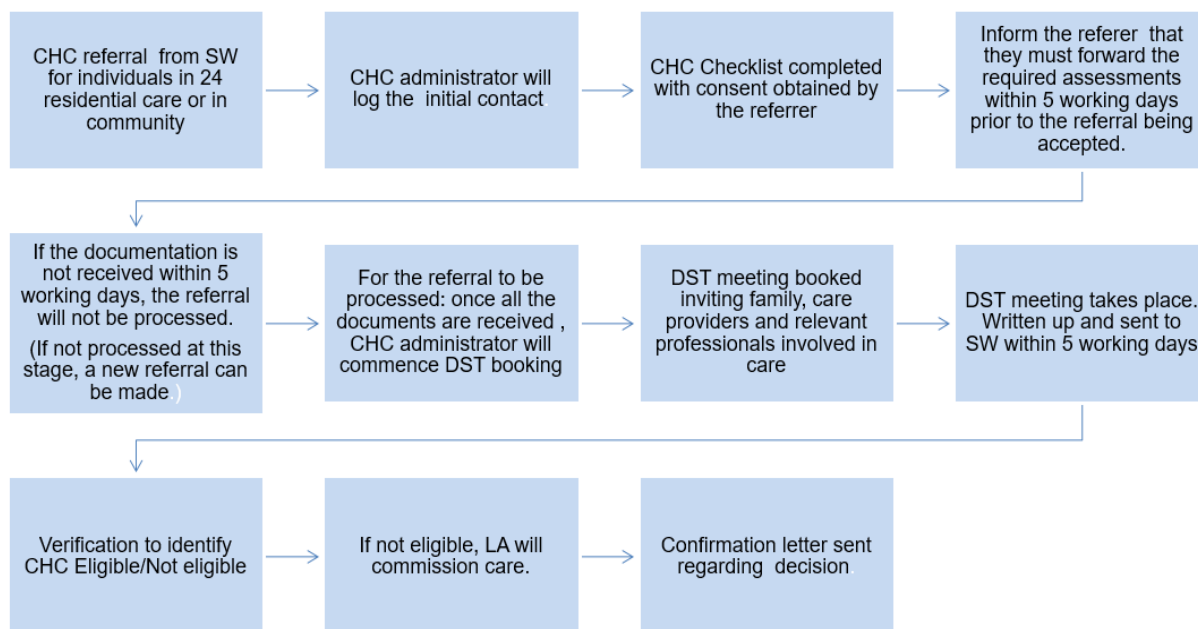 CHC referral from SW
for individuals in 24
residential care or in
community
CHC administrator will
log the initial contact.
CHC Checklist completed
with consent obtained by
the referrer
Inform the referer that
they must forward the
required assessments
within 5 working days
prior to the referral being
accepted.
If the documentation is
not received within 5
working days, the referral
will not be processed.
(If not processed at this
stage, a new referral can
be made.)
For the referral to be
processed: once all the
documents are received ,
CHC administrator will
commence DST booking
DST meeting booked
inviting family, care
providers and relevant
professionals involved in
care
DST meeting takes place.
Written up and sent to
SW within 5 working days
Verification to identify
CHC Eligible/Not eligible
If not eligible, LA will
commission care.
Confirmation letter sent
regarding decision.